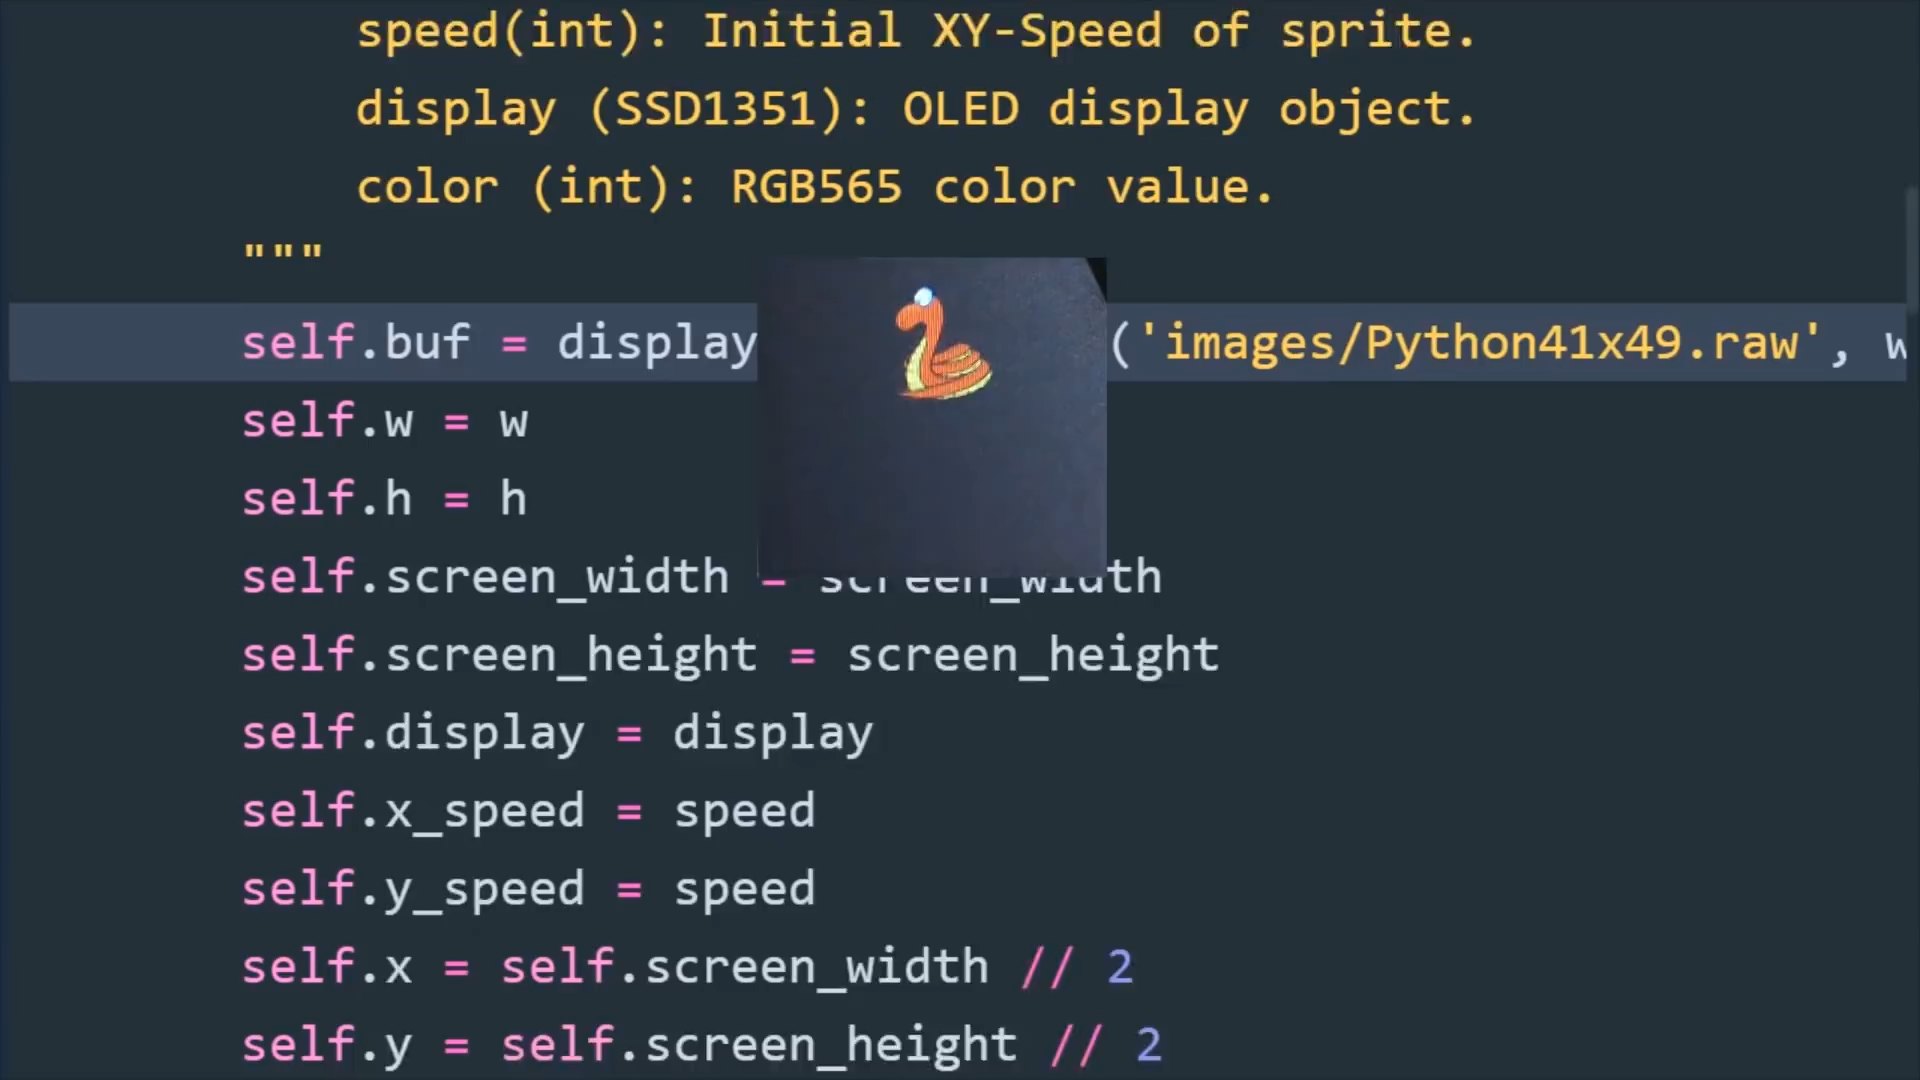 speed(int): Initial XY-Speed of sprite.
display (SSD1351): OLED display object.
color (int): RGB565 color value.
"""
self.buf = display ('images/Python41x49.raw', w
self.w = w
self.h = h
self.screen_width = screen_width
self.screen_height = screen_height
self.display = display
self.x_speed = speed
self.y_speed = speed
self.x = self.screen_width // 2
self.y = self.screen_height // 2